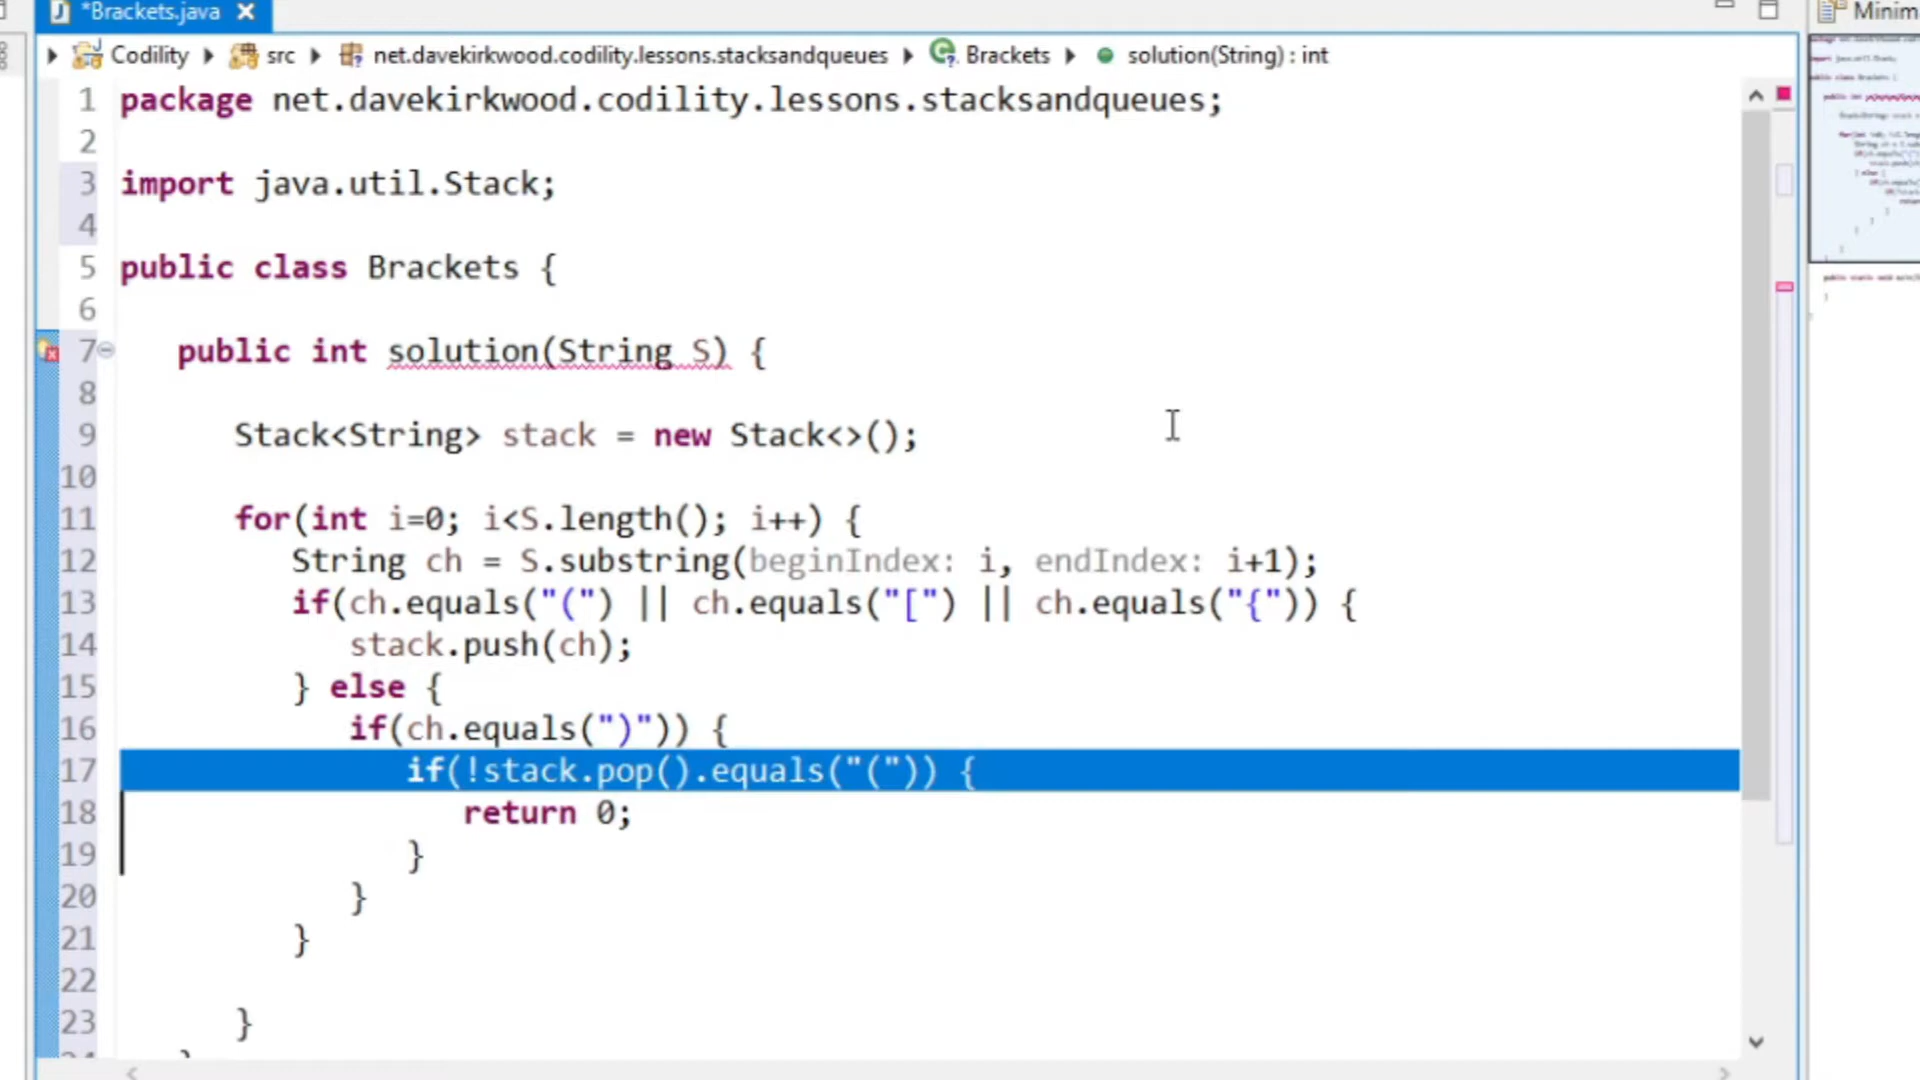 *Brackets.java
Minim
Codility src net.davekirkwood.codility.lessons.stacksandqueues Brackets solution(String) : int
1 package net.davekirkwood.codility.lessons.stacksandqueues;
2
3 import java.util.Stack;
4
5 public class Brackets {
6
7 public int solution(String S) {
8
9 Stack<String> stack = new Stack<>();
10
11 for(int i=0; i<S.length(); i++) {
12 String ch = S.substring(beginIndex: i, endIndex: i+1);
13 if(ch.equals("(") || ch.equals("[") || ch.equals("{")) {
14 stack.push(ch);
15 } else {
16 if(ch.equals(")")) {
17 if(!stack.pop().equals("(")) {
18 return 0;
19 }
20 }
21 }
22
23 }